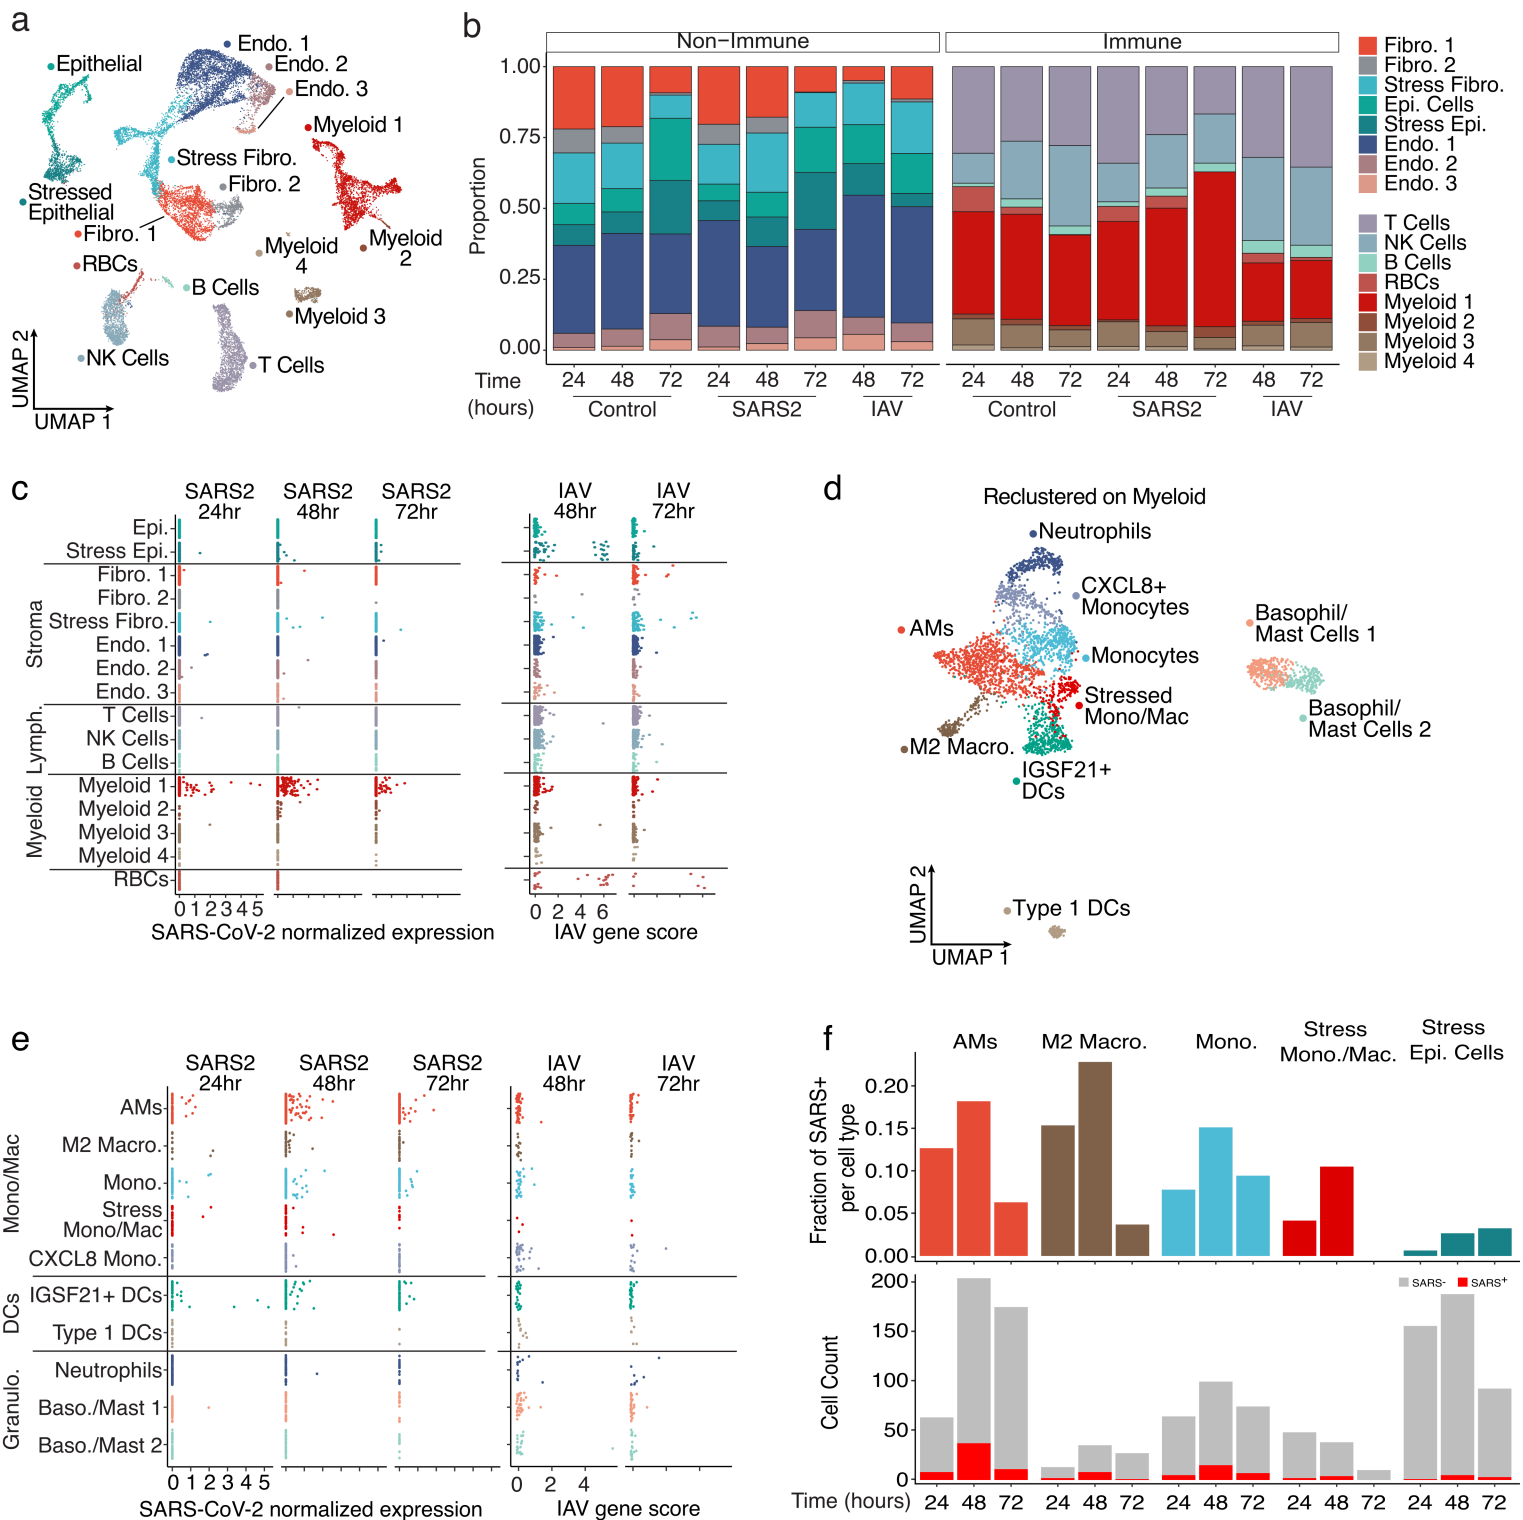 a
Epithelial
Endo. 1
Endo. 2
Endo. 3
Myeloid 1
Stress Fibro.
Fibro. 2
Stressed
Epithelial
Fibro. 1
Myeloid
4
Myeloid
2
RBCs
B Cells
Myeloid 3
NK Cells
T Cells
UMAP 2
UMAP 1
b
Non−Immune
Immune
Proportion
1.00
0.75
0.50
0.25
0.00
Time
(hours)
24 48 72 24 48 72 48 72
Control SARS2 IAV
24 48 72 24 48 72 48 72
Control SARS2 IAV
Fibro. 1
Fibro. 2
Stress Fibro.
Epi. Cells
Stress Epi.
Endo. 1
Endo. 2
Endo. 3
T Cells
NK Cells
B Cells
RBCs
Myeloid 1
Myeloid 2
Myeloid 3
Myeloid 4
c
SARS2
24hr
SARS2
48hr
SARS2
72hr
IAV
48hr
IAV
72hr
Epi.
Stress Epi.
Stroma
Fibro. 1
Fibro. 2
Stress Fibro.
Endo. 1
Endo. 2
Endo. 3
Lymph.
T Cells
NK Cells
B Cells
Myeloid
Myeloid 1
Myeloid 2
Myeloid 3
Myeloid 4
RBCs
0 1 2 3 4 5
SARS-CoV-2 normalized expression
0 2 4 6
IAV gene score
d
Reclustered on Myeloid
Neutrophils
CXCL8+
Monocytes
AMs
Monocytes
Stressed
Mono/Mac
M2 Macro.
IGSF21+
DCs
Basophil/
Mast Cells 1
Basophil/
Mast Cells 2
Type 1 DCs
UMAP 2
UMAP 1
e
SARS2
24hr
SARS2
48hr
SARS2
72hr
IAV
48hr
IAV
72hr
Mono/Mac
AMs
M2 Macro.
Mono.
Stress
Mono/Mac
CXCL8 Mono.
DCs
IGSF21+ DCs
Type 1 DCs
Granulo.
Neutrophils
Baso./Mast 1
Baso./Mast 2
0 1 2 3 4 5
SARS-CoV-2 normalized expression
0 2 4
IAV gene score
f
AMs
M2 Macro.
Mono.
Stress
Mono./Mac.
Stress
Epi. Cells
Fraction of SARS+
per cell type
0.20
0.15
0.10
0.05
0.00
Cell Count
200
150
100
50
0
SARS-
SARS+
Time (hours) 24 48 72 24 48 72 24 48 72 24 48 72 24 48 72